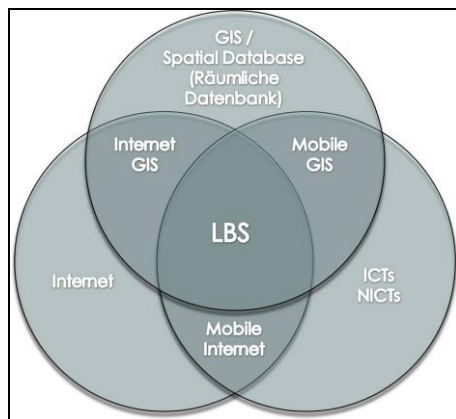 GIS /
Spatial Database
(Räumliche
Datenbank)
Internet
GIS
Mobile
GIS
LBS
Internet
ICTs
NICTs
Mobile
Internet